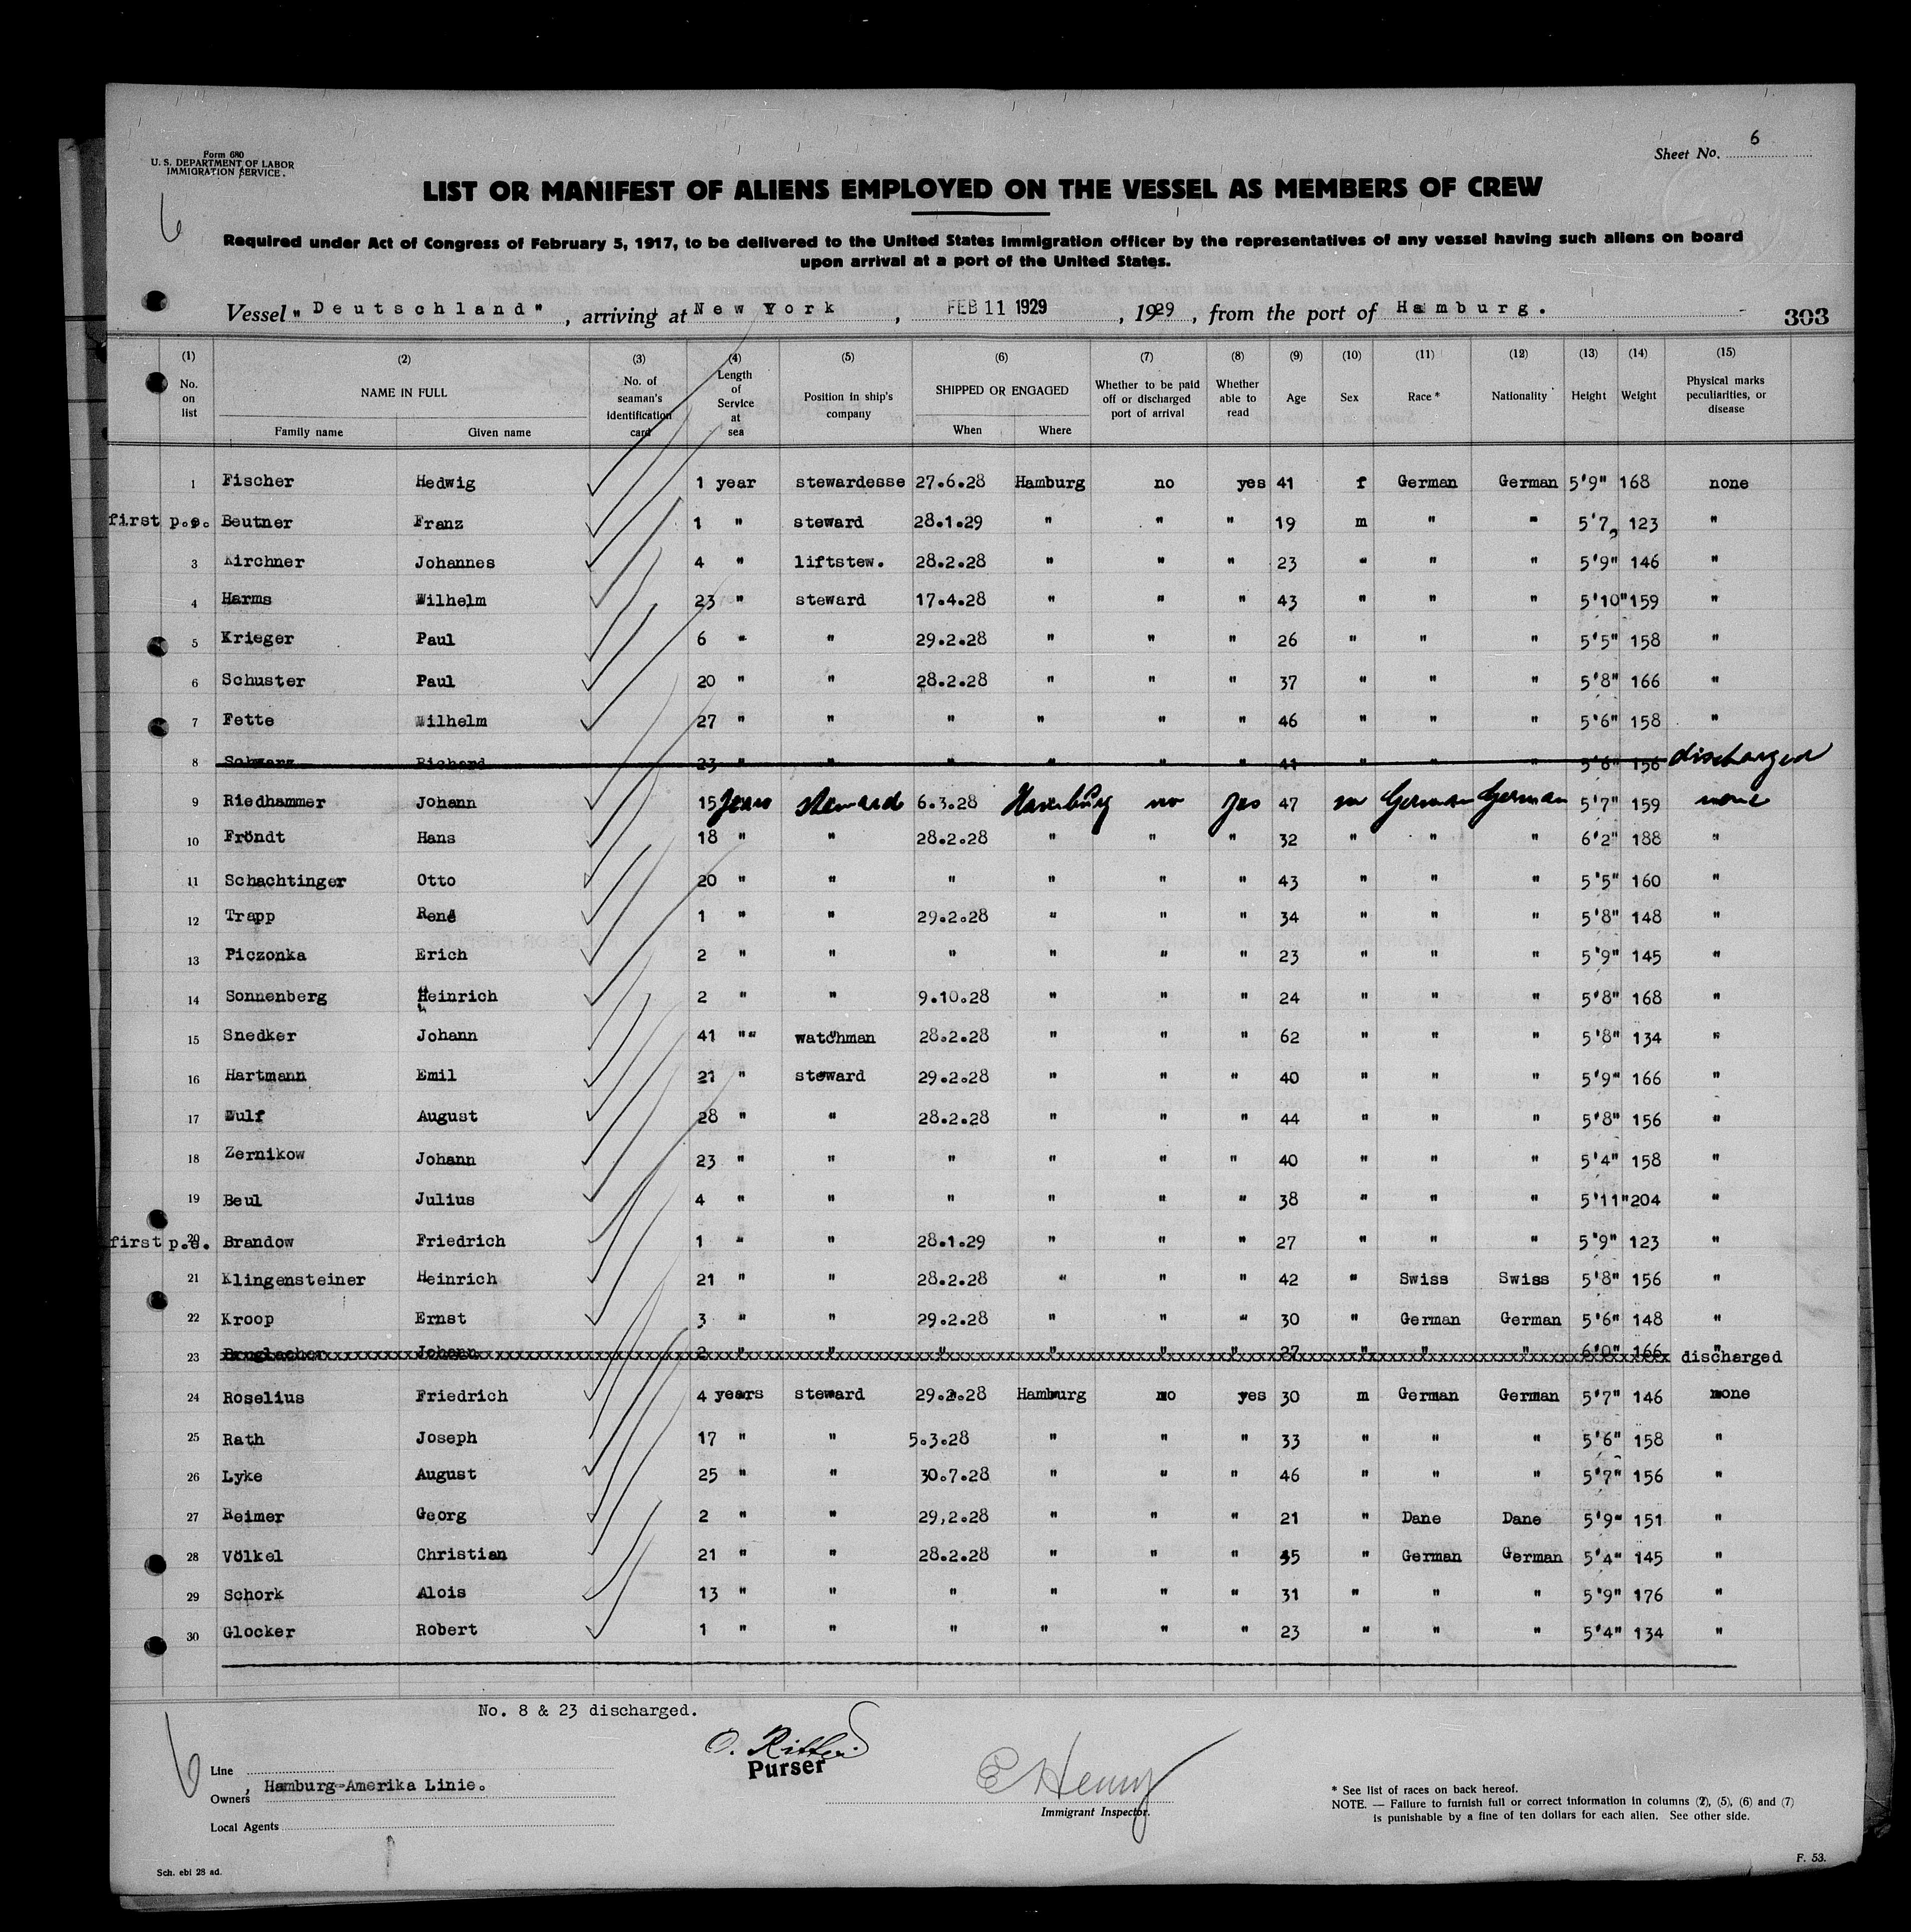 Form 680
U. S. DEPARTMENT OF LABOR
IMMIGRATION SERVICE.
6
Sheet No. 6
LIST OR MANIFEST OF ALIENS EMPLOYED ON THE VESSEL AS MEMBERS OF CREW
Required under Act of Congress of February 5, 1917, to be delivered to the United States immigration officer by the representatives of any vessel having such aliens on board
upon arrival at a port of the United States.
Vessel "Deutschland", arriving at New York, FEB 11 1929, 1929, from the port of Hamburg. 303
(1) (2) (3) (4) (5) (6) (7) (8) (9) (10) (11) (12) (13) (14) (15)
No. on list NAME IN FULL Family name Given name No. of seaman's identification card Length of Service at sea Position in ship's company SHIPPED OR ENGAGED When Where Whether to be paid off or discharged port of arrival Whether able to read Age Sex Race * Nationality Height Weight Physical marks peculiarities, or disease
1 Fischer Hedwig 1 year stewardesse 27.6.28 Hamburg no yes 41 f German German 5'9" 168 none
first p.s. Beutner Franz 1 " steward 28.1.29 " " " 19 m " " 5'7, 123 "
3 Kirchner Johannes 4 " liftstew. 28.2.28 " " " 23 " " " 5'9" 146 "
4 Harms Wilhelm 23 " steward 17.4.28 " " " 43 " " " 5'10" 159 "
5 Krieger Paul 6 " " 29.2.28 " " " 26 " " " 5'5" 158 "
6 Schuster Paul 20 " " 28.2.28 " " " 37 " " " 5'8" 166 "
7 Fette Wilhelm 27 " " " " " " 46 " " " 5'6" 158 "
8 Schwarz Richard 23 " " " " " " 41 " " " 5'6" 156 discharged
9 Riedhammer Johann 15 years steward 6.3.28 Hamburg no yes 47 m German German 5'7" 159 none
10 Fröndt Hans 18 " " 28.2.28 " " " 32 " " " 6'2" 188 "
11 Schachtinger Otto 20 " " " " " " 43 " " " 5'5" 160 "
12 Trapp René 1 " " 29.2.28 " " " 34 " " " 5'8" 148 "
13 Piczonka Erich 2 " " " " " " 23 " " " 5'9" 145 "
14 Sonnenberg Heinrich 2 " " 9.10.28 " " " 24 " " " 5'8" 168 "
15 Snedker Johann 41 "" watchman 28.2.28 " " " 62 " " " 5'8" 134 "
16 Hartmann Emil 21 " steward 29.2.28 " " " 40 " " " 5'9" 166 "
17 Wulf August 28 " " 28.2.28 " " " 44 " " " 5'8" 156 "
18 Zernikow Johann 23 " " " " " " 40 " " " 5'4" 158 "
19 Beul Julius 4 " " " " " " 38 " " " 5'11" 204 "
20 first p.s. Brandow Friedrich 1 " " 28.1.29 " " " 27 " " " 5'9" 123 "
21 Klingensteiner Heinrich 21 " " 28.2.28 " " " 42 " Swiss Swiss 5'8" 156 "
22 Kroop Ernst 3 " " 29.2.28 " " " 30 " German German 5'6" 148 "
23 Johann 2 " " " " " " 27 " " " 6'0" 166 " discharged
24 Roselius Friedrich 4 years steward 29.2.28 Hamburg no yes 30 m German German 5'7" 146 none
25 Rath Joseph 17 " " 5.3.28 " " " 33 " " " 5'6" 158 "
26 Lyke August 25 " " 30.7.28 " " " 46 " " " 5'7" 156 "
27 Reimer Georg 2 " " 29,2.28 " " " 21 " Dane Dane 5'9" 151 "
28 Völkel Christian 21 " " 28.2.28 " " " 45 " German German 5'4" 145 "
29 Schork Alois 13 " " " " " " 31 " " " 5'9" 176 "
30 Glocker Robert 1 " " " " " " 23 " " " 5'4" 134 "
No. 8 & 23 discharged.
6
O. Ritter
Purser
E Henry
Immigrant Inspector.
Line
Owners, Hamburg-Amerika Linie.
Local Agents
* See list of races on back hereof.
NOTE. — Failure to furnish full or correct information in columns (2), (5), (6) and (7)
is punishable by a fine of ten dollars for each alien. See other side.
Sch. ebi 28 ad.
F. 53.